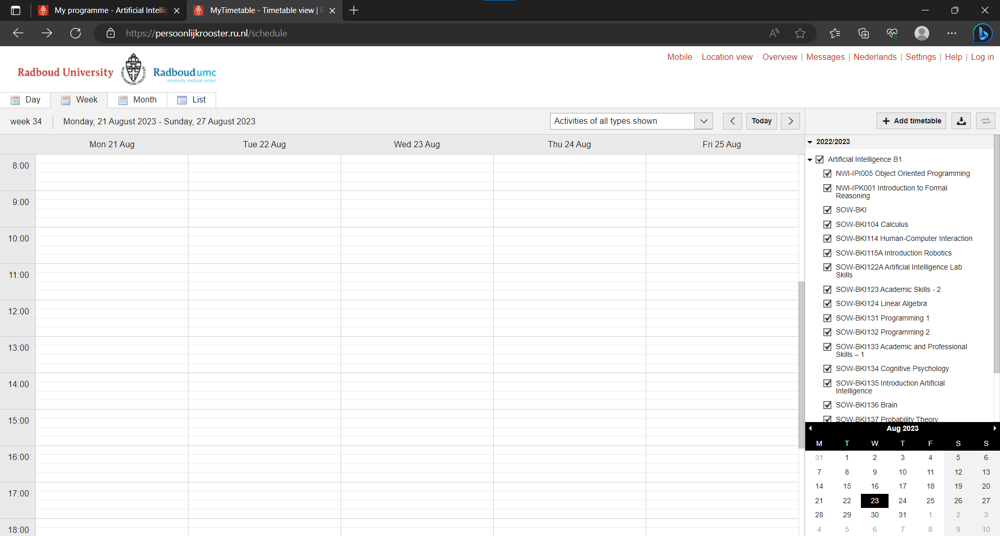 My programme - Artificial Intellig
MyTimetable - Timetable view |
https://persoonlijkrooster.ru.nl/schedule
Radboud University
Radboudumc
university medical center
Mobile · Location view · Overview | Messages | Nederlands | Settings | Help | Log in
Day
Week
Month
List
week 34
Monday, 21 August 2023 - Sunday, 27 August 2023
Activities of all types shown
Today
Add timetable
Mon 21 Aug
Tue 22 Aug
Wed 23 Aug
Thu 24 Aug
Fri 25 Aug
8:00
9:00
10:00
11:00
12:00
13:00
14:00
15:00
16:00
17:00
18:00
2022/2023
Artificial Intelligence B1
NWI-IPI005 Object Oriented Programming
NWI-IPK001 Introduction to Formal
Reasoning
SOW-BKI
SOW-BKI104 Calculus
SOW-BKI114 Human-Computer Interaction
SOW-BKI115A Introduction Robotics
SOW-BKI122A Artificial Intelligence Lab
Skills
SOW-BKI123 Academic Skills - 2
SOW-BKI124 Linear Algebra
SOW-BKI131 Programming 1
SOW-BKI132 Programming 2
SOW-BKI133 Academic and Professional
Skills – 1
SOW-BKI134 Cognitive Psychology
SOW-BKI135 Introduction Artificial
Intelligence
SOW-BKI136 Brain
SOW-BKI137 Probability Theory
Aug 2023
M T W T F S S
31 1 2 3 4 5 6
7 8 9 10 11 12 13
14 15 16 17 18 19 20
21 22 23 24 25 26 27
28 29 30 31 1 2 3
4 5 6 7 8 9 10